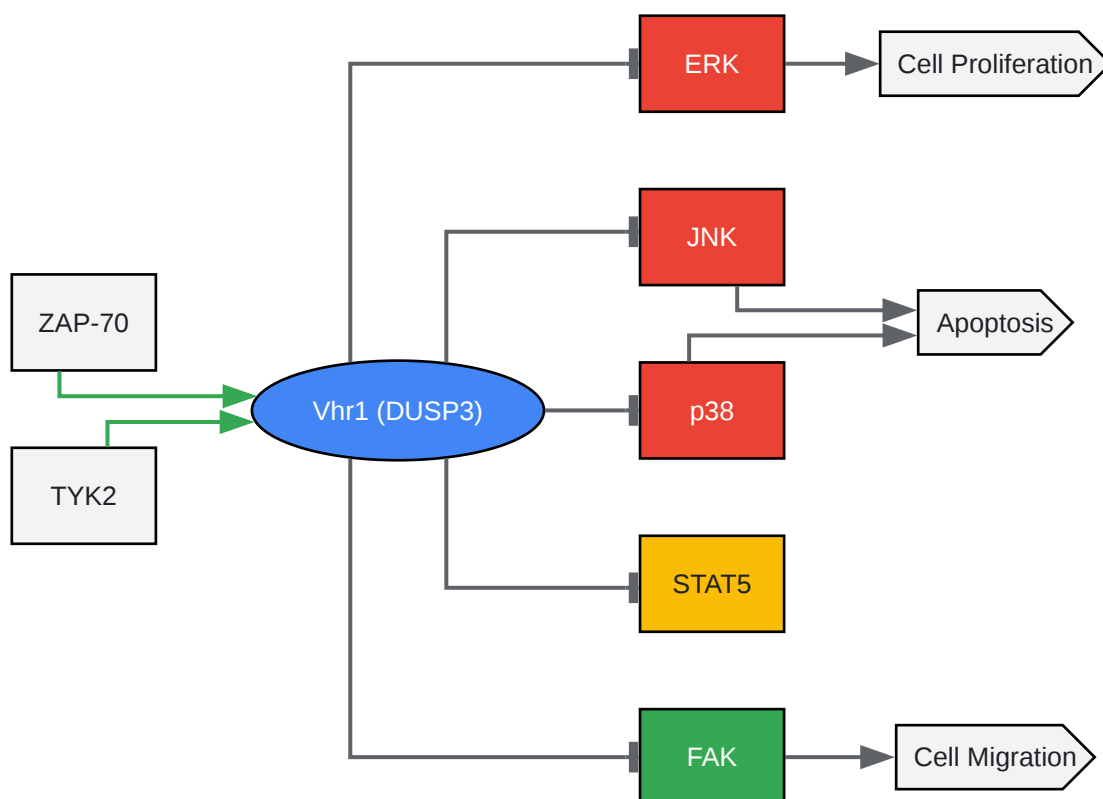 ERK
Cell Proliferation
JNK
ZAP-70
Apoptosis
Vhr1 (DUSP3)
p38
TYK2
STAT5
FAK
Cell Migration